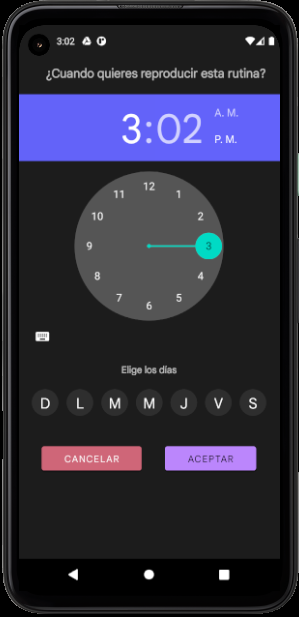 3:02
¿Cuando quieres reproducir esta rutina?
3:02
A. M.
P. M.
12
11 1
10 2
9 3
8 4
7 5
6
Elige los días
D L M M J V S
CANCELAR ACEPTAR